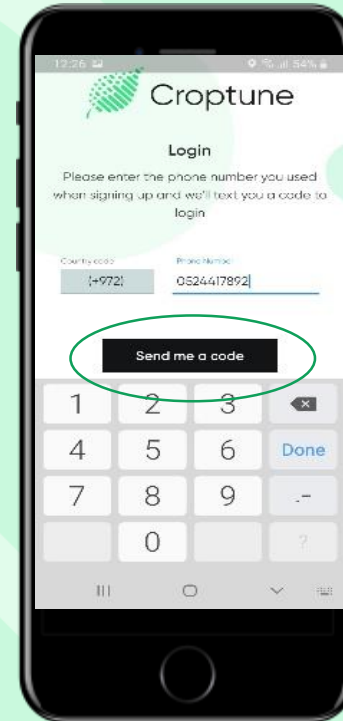 12:26 54%
Croptune
Login
Please enter the phone number you used
when signing up and we'll text you a code to
login
Country code Phone Number
(+972) 0524417892
Send me a code
1 2 3
4 5 6 Done
7 8 9 .-
0 ?